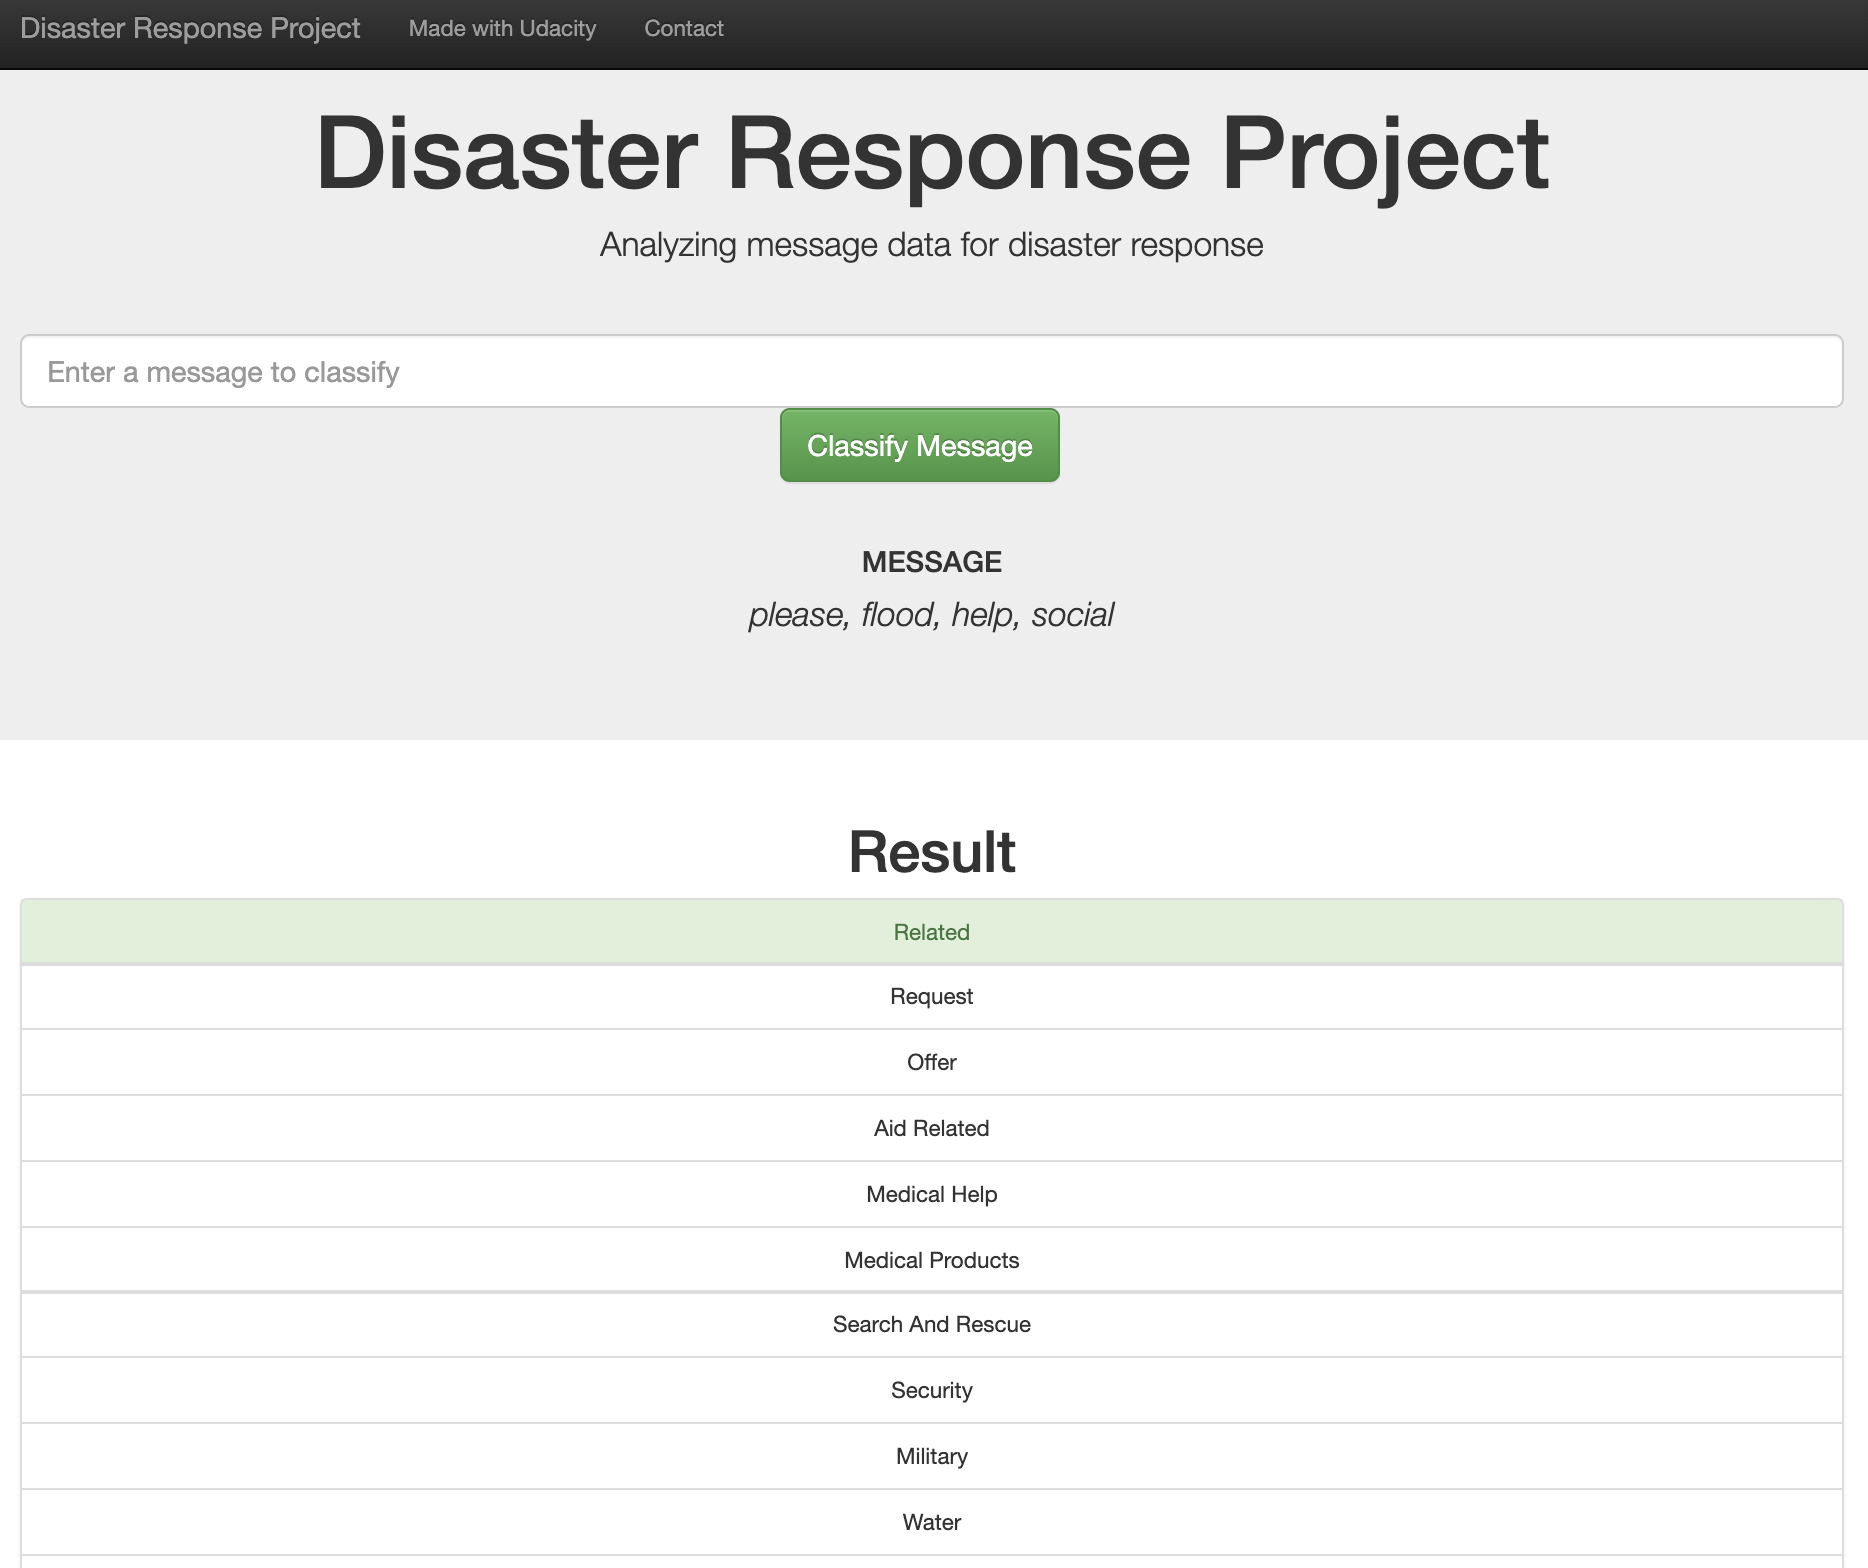 Disaster Response Project Made with Udacity Contact
Disaster Response Project
Analyzing message data for disaster response
Enter a message to classify
Classify Message
MESSAGE
please, flood, help, social
Result
Related
Request
Offer
Aid Related
Medical Help
Medical Products
Search And Rescue
Security
Military
Water